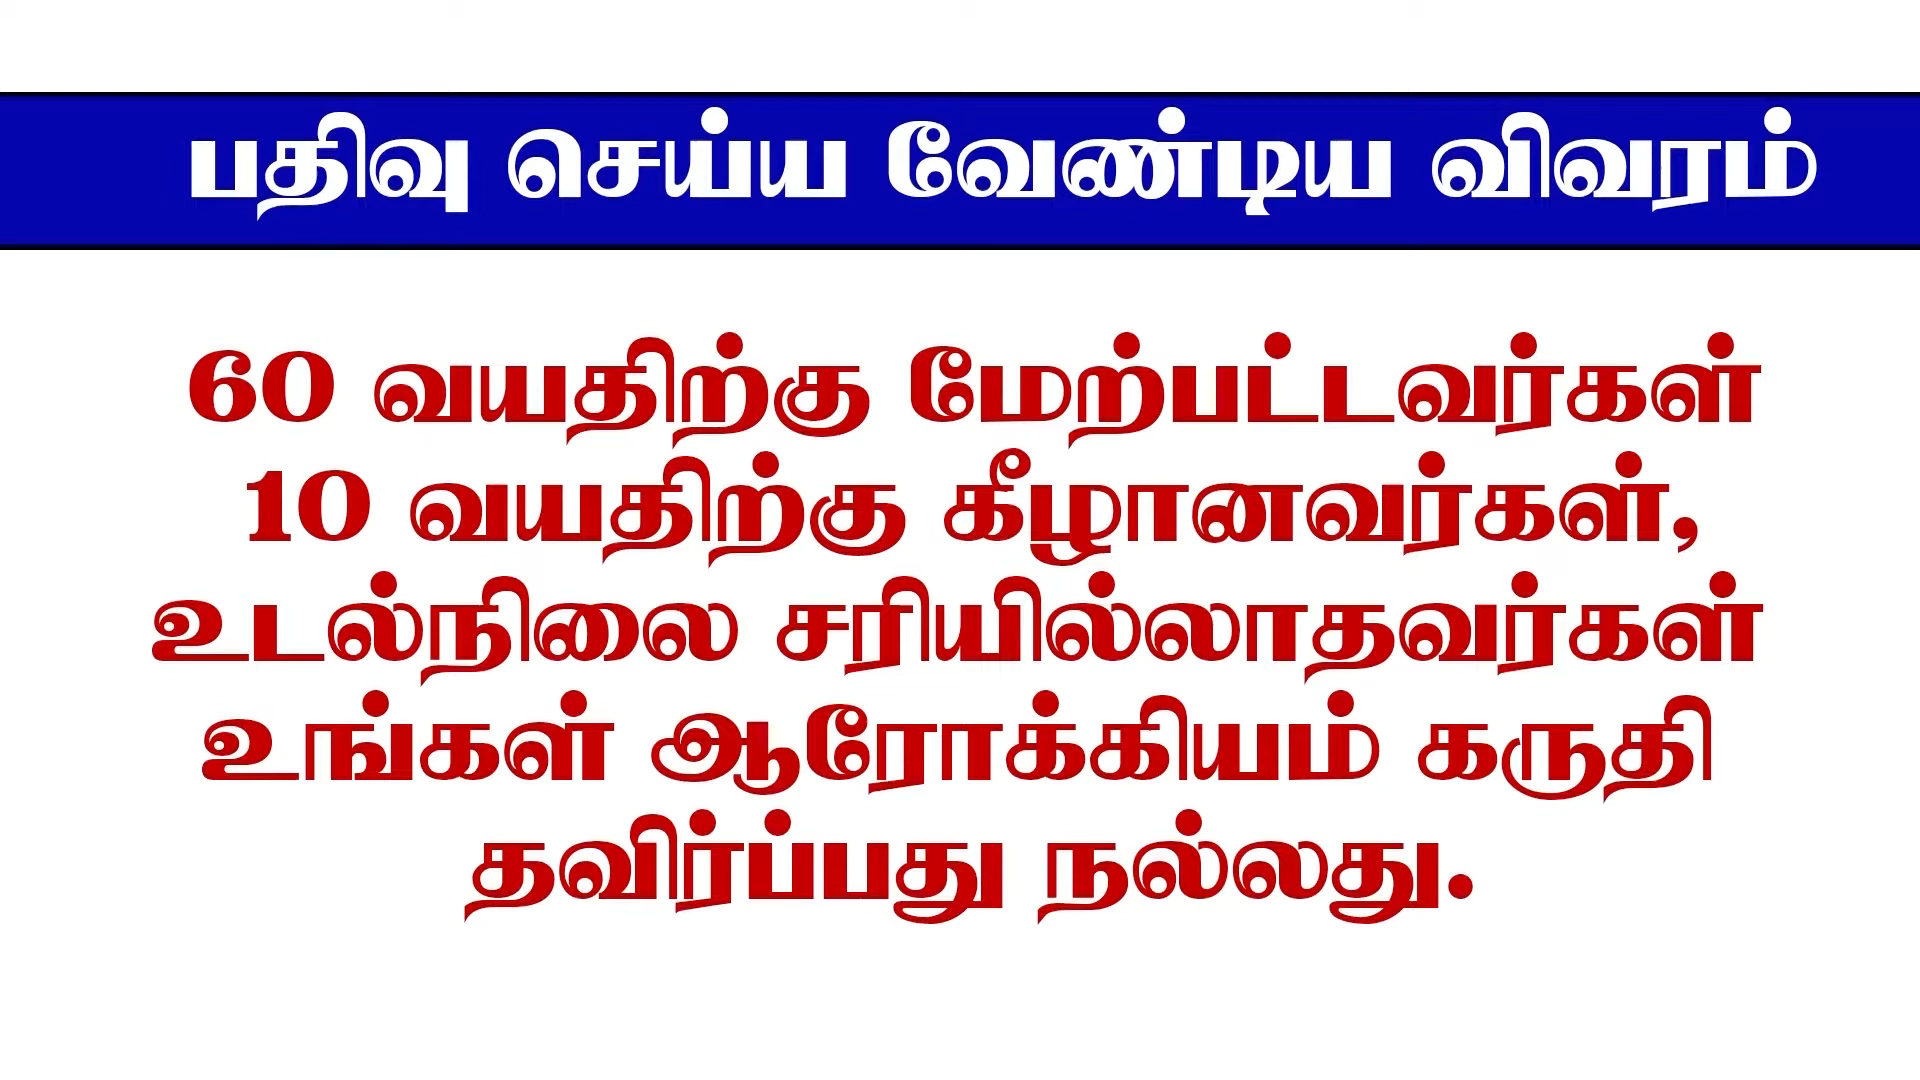 பதிவு செய்ய வேண்டிய விவரம்
60 வயதிற்கு மேற்பட்டவர்கள்
10 வயதிற்கு கீழானவர்கள்,
உடல்நிலை சரியில்லாதவர்கள்
உங்கள் ஆரோக்கியம் கருதி
தவிர்ப்பது நல்லது.